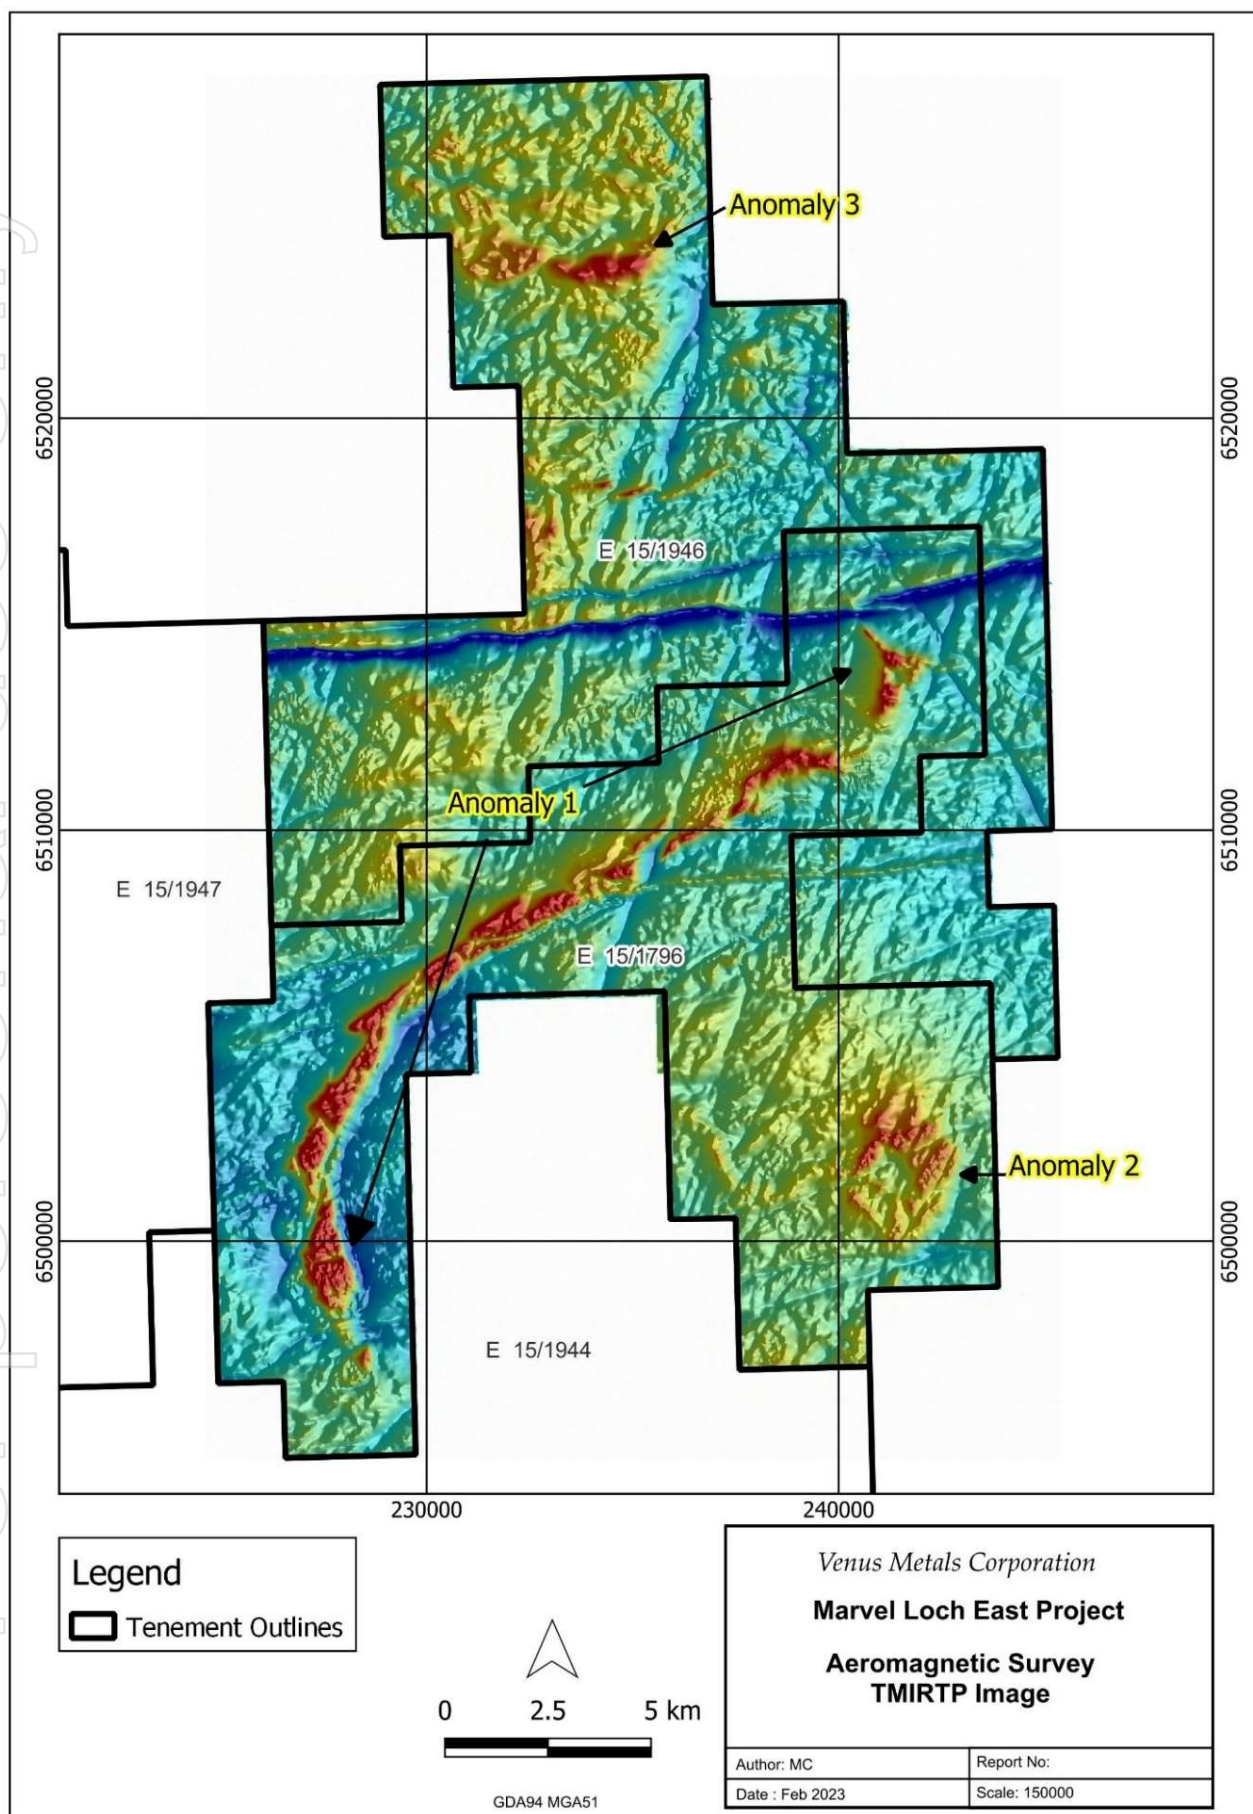 Anomaly 3
6520000
6520000
E 15/1946
Anomaly 1
6510000
6510000
E 15/1947
E 15/1796
Anomaly 2
6500000
6500000
E 15/1944
230000
240000
Legend
Tenement Outlines
0 2.5 5 km
GDA94 MGA51
Venus Metals Corporation
Marvel Loch East Project
Aeromagnetic Survey
TMIRTP Image
Author: MC
Report No:
Date : Feb 2023
Scale: 150000